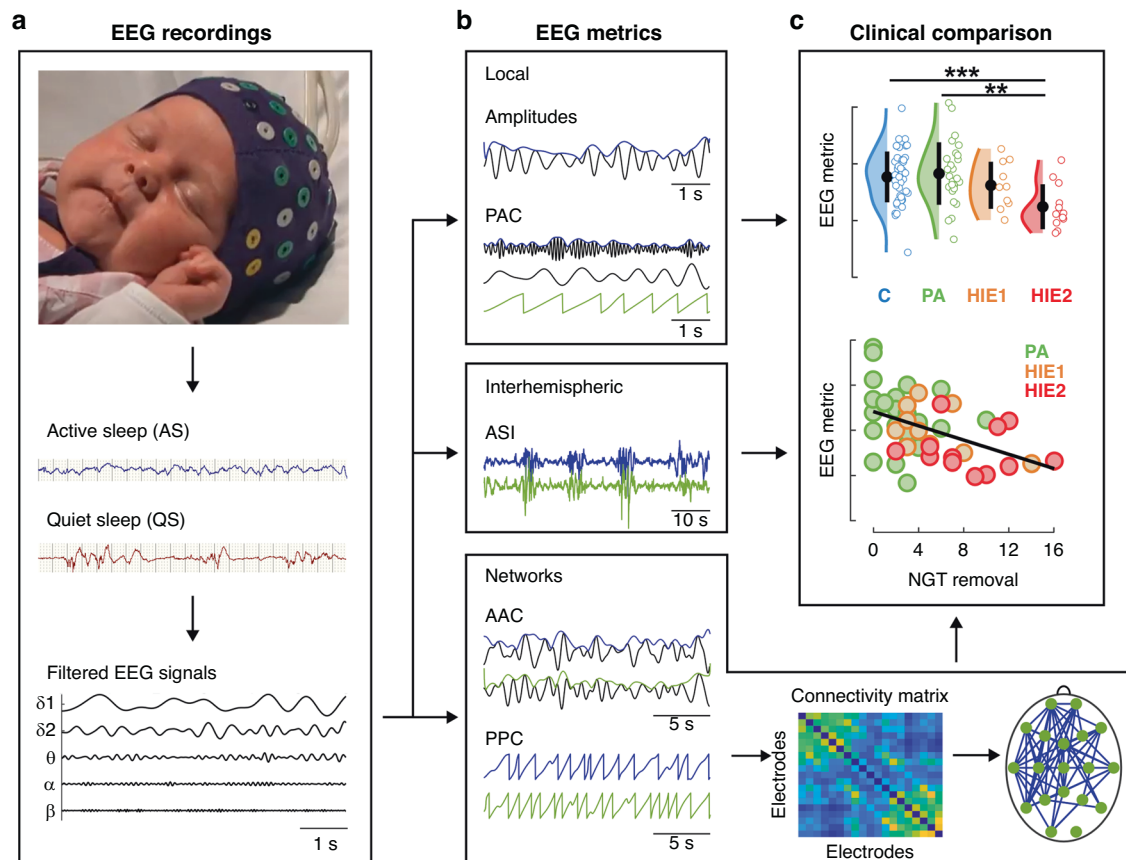 a
EEG recordings
Active sleep (AS)
Quiet sleep (QS)
Filtered EEG signals
δ1
δ2
θ
α
β
1 s
b
EEG metrics
Local
Amplitudes
1 s
PAC
1 s
Interhemispheric
ASI
10 s
Networks
AAC
5 s
PPC
5 s
Connectivity matrix
Electrodes
Electrodes
c
Clinical comparison
***
**
EEG metric
C PA HIE1 HIE2
PA
HIE1
HIE2
EEG metric
0 4 8 12 16
NGT removal